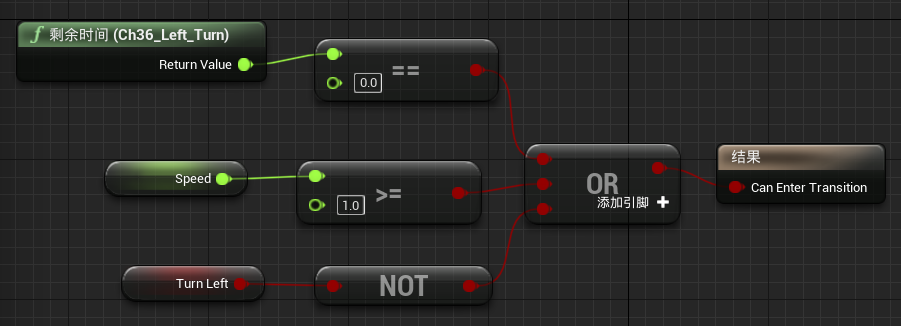 f 剩余时间 (Ch36_Left_Turn)
Return Value
==
0.0
Speed
>=
1.0
Turn Left
NOT
OR
添加引脚 +
结果
Can Enter Transition